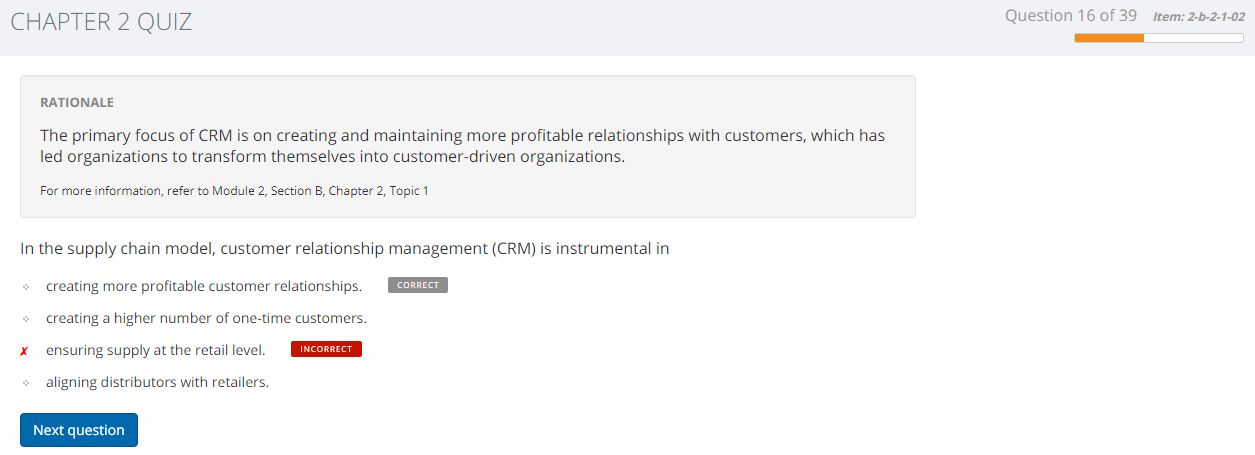 CHAPTER 2 QUIZ
Question 16 of 39 Item: 2-b-2-1-02
RATIONALE
The primary focus of CRM is on creating and maintaining more profitable relationships with customers, which has
led organizations to transform themselves into customer-driven organizations.
For more information, refer to Module 2, Section B, Chapter 2, Topic 1
In the supply chain model, customer relationship management (CRM) is instrumental in
creating more profitable customer relationships. CORRECT
creating a higher number of one-time customers.
✗ ensuring supply at the retail level. INCORRECT
aligning distributors with retailers.
Next question